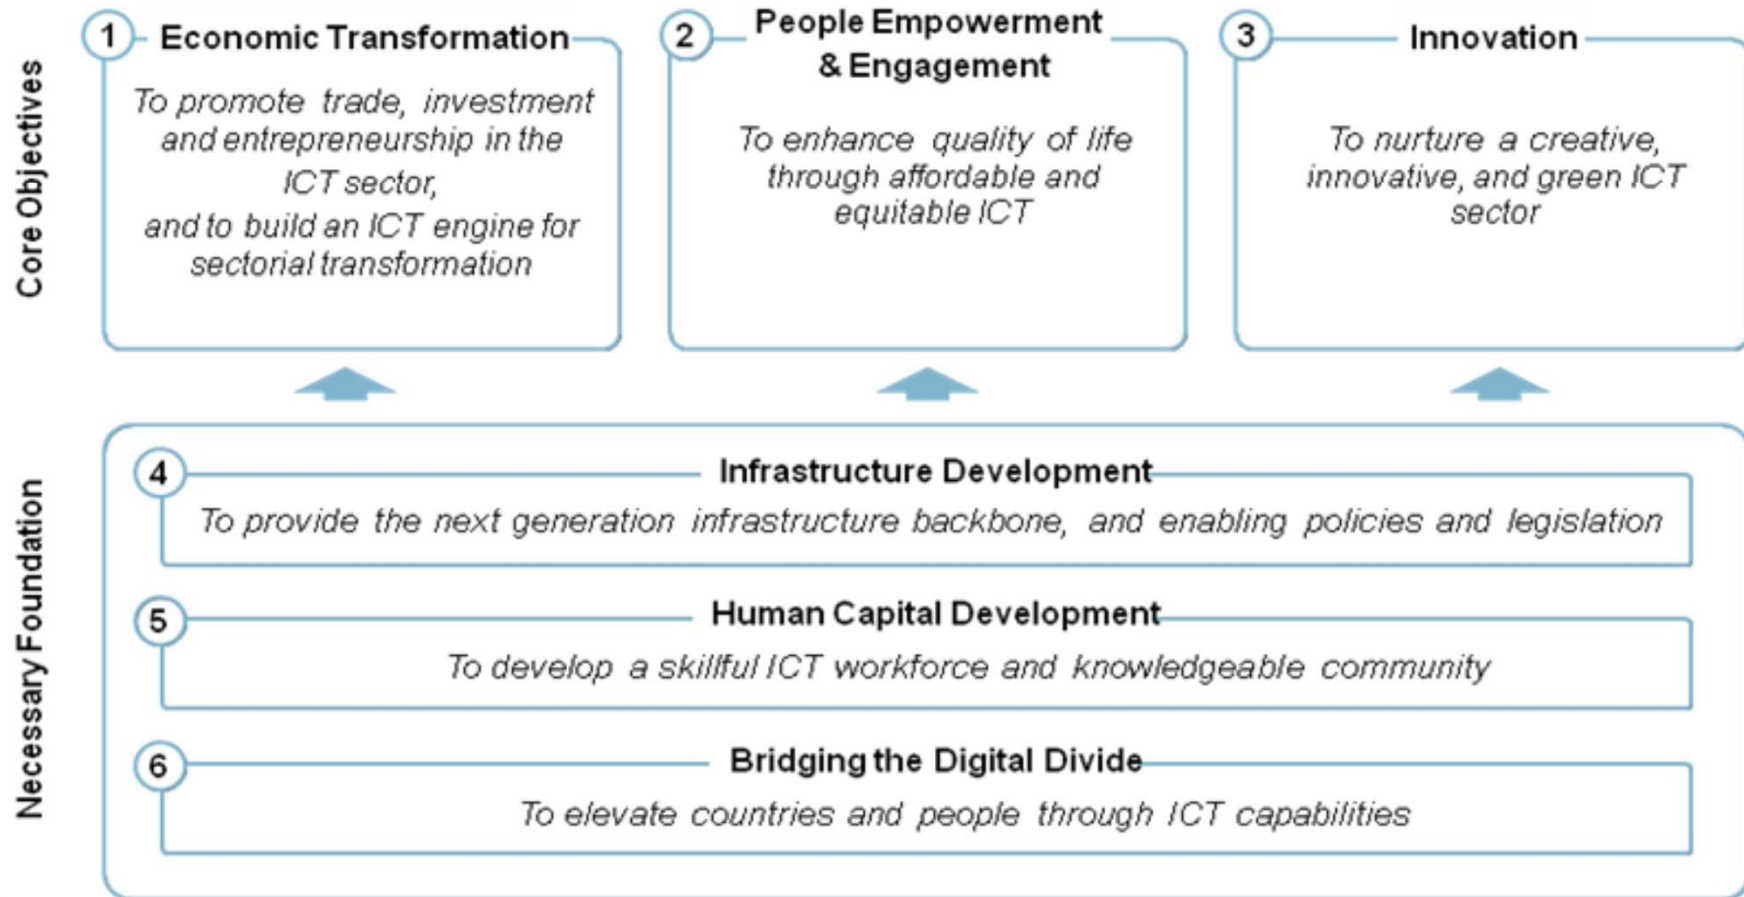 Core Objectives
1
Economic Transformation
To promote trade, investment
and entrepreneurship in the
ICT sector,
and to build an ICT engine for
sectorial transformation
2
People Empowerment
& Engagement
To enhance quality of life
through affordable and
equitable ICT
3
Innovation
To nurture a creative,
innovative, and green ICT
sector
Necessary Foundation
4
Infrastructure Development
To provide the next generation infrastructure backbone, and enabling policies and legislation
5
Human Capital Development
To develop a skillful ICT workforce and knowledgeable community
6
Bridging the Digital Divide
To elevate countries and people through ICT capabilities